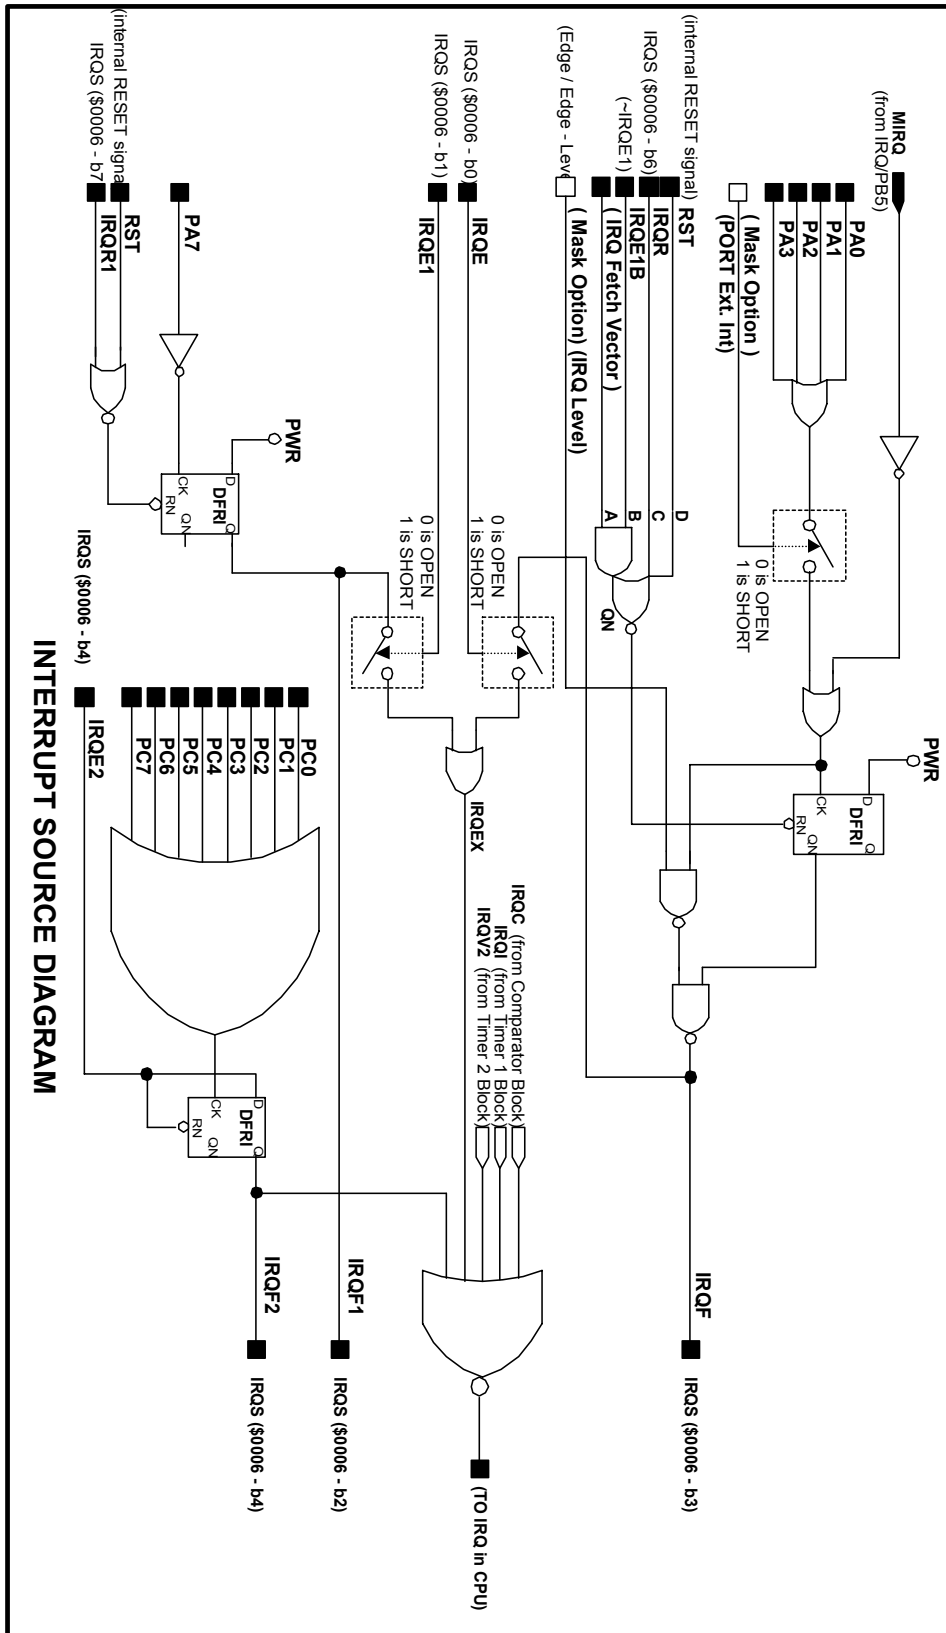 MIRQ
(from IRQ/PB5)
PA0
PA1
PA2
PA3
( Mask Option )
(PORT Ext. Int)
0 is OPEN
1 is SHORT
PWR
D
CK
DFRI
Q
QN
RN
(internal RESET signal)
RST
IRQS ($0006 - b6)
IRQR
(~IRQE1)
IRQE1B
( IRQ Fetch Vector )
(Edge / Edge - Leve
( Mask Option) (IRQ Level)
D
C
B
A
QN
IRQF
IRQS ($0006 - b3)
IRQS ($0006 - b0)
IRQE
0 is OPEN
1 is SHORT
IRQS ($0006 - b1)
IRQE1
0 is OPEN
1 is SHORT
IRQEX
IRQC (from Comparator Block)
IRQI (from Timer 1 Block)
IRQV2 (from Timer 2 Block)
(TO IRQ in CPU)
PA7
(internal RESET signa
RST
IRQS ($0006 - b7
IRQR1
PWR
D
CK
DFRI
Q
QN
RN
IRQF1
IRQS ($0006 - b2)
PC0
PC1
PC2
PC3
PC4
PC5
PC6
PC7
IRQS ($0006 - b4)
IRQE2
D
CK
DFRI
Q
QN
RN
IRQF2
IRQS ($0006 - b4)
INTERRUPT SOURCE DIAGRAM